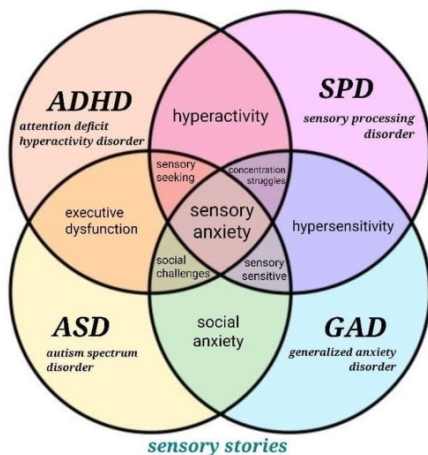 ADHD
attention deficit
hyperactivity disorder
hyperactivity
SPD
sensory processing
disorder
sensory
seeking
concentration
struggles
executive
dysfunction
sensory
anxiety
hypersensitivity
social
challenges
sensory
sensitive
ASD
autism spectrum
disorder
social
anxiety
GAD
generalized anxiety
disorder
sensory stories